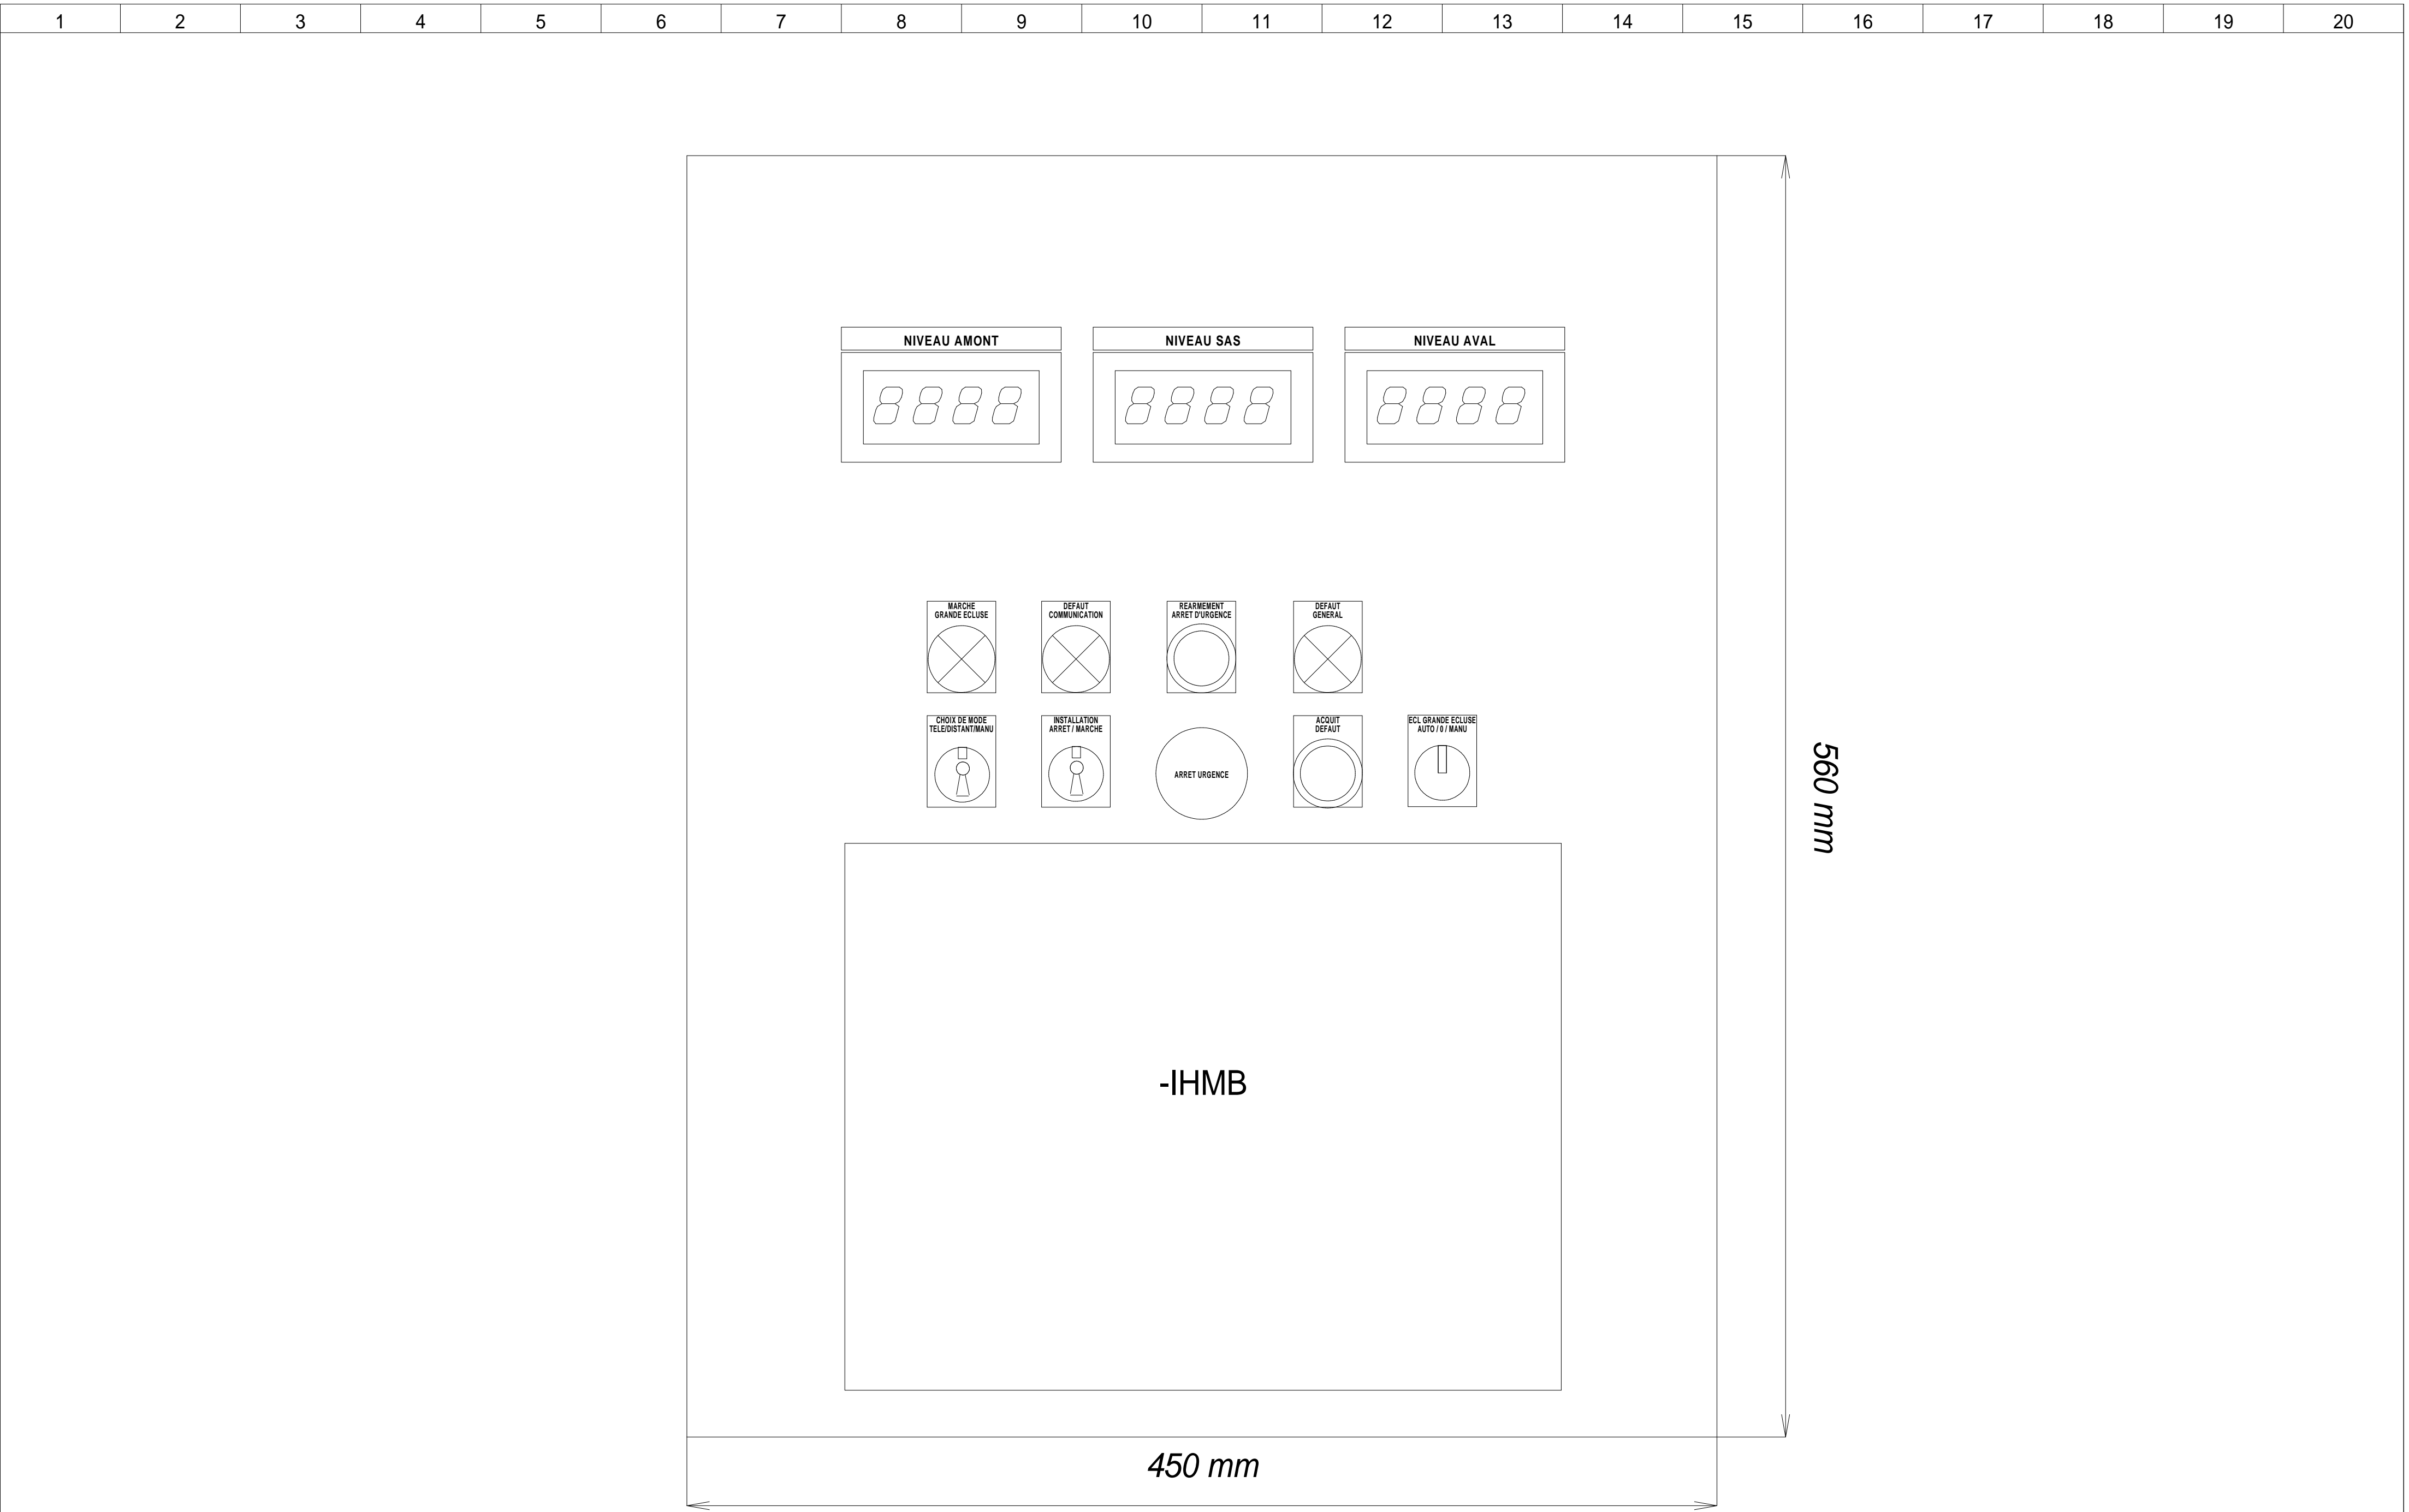 1 2 3 4 5 6 7 8 9 10 11 12 13 14 15 16 17 18 19 20
NIVEAU AMONT
NIVEAU SAS
NIVEAU AVAL
8888
8888
8888
MARCHE
GRANDE ECLUSE
DEFAUT
COMMUNICATION
REARMEMENT
ARRET D'URGENCE
DEFAUT
GENERAL
CHOIX DE MODE
TELE/DISTANT/MANU
INSTALLATION
ARRET / MARCHE
ARRET URGENCE
ACQUIT
DEFAUT
ECL GRANDE ECLUSE
AUTO / 0 / MANU
560 mm
-IHMB
450 mm